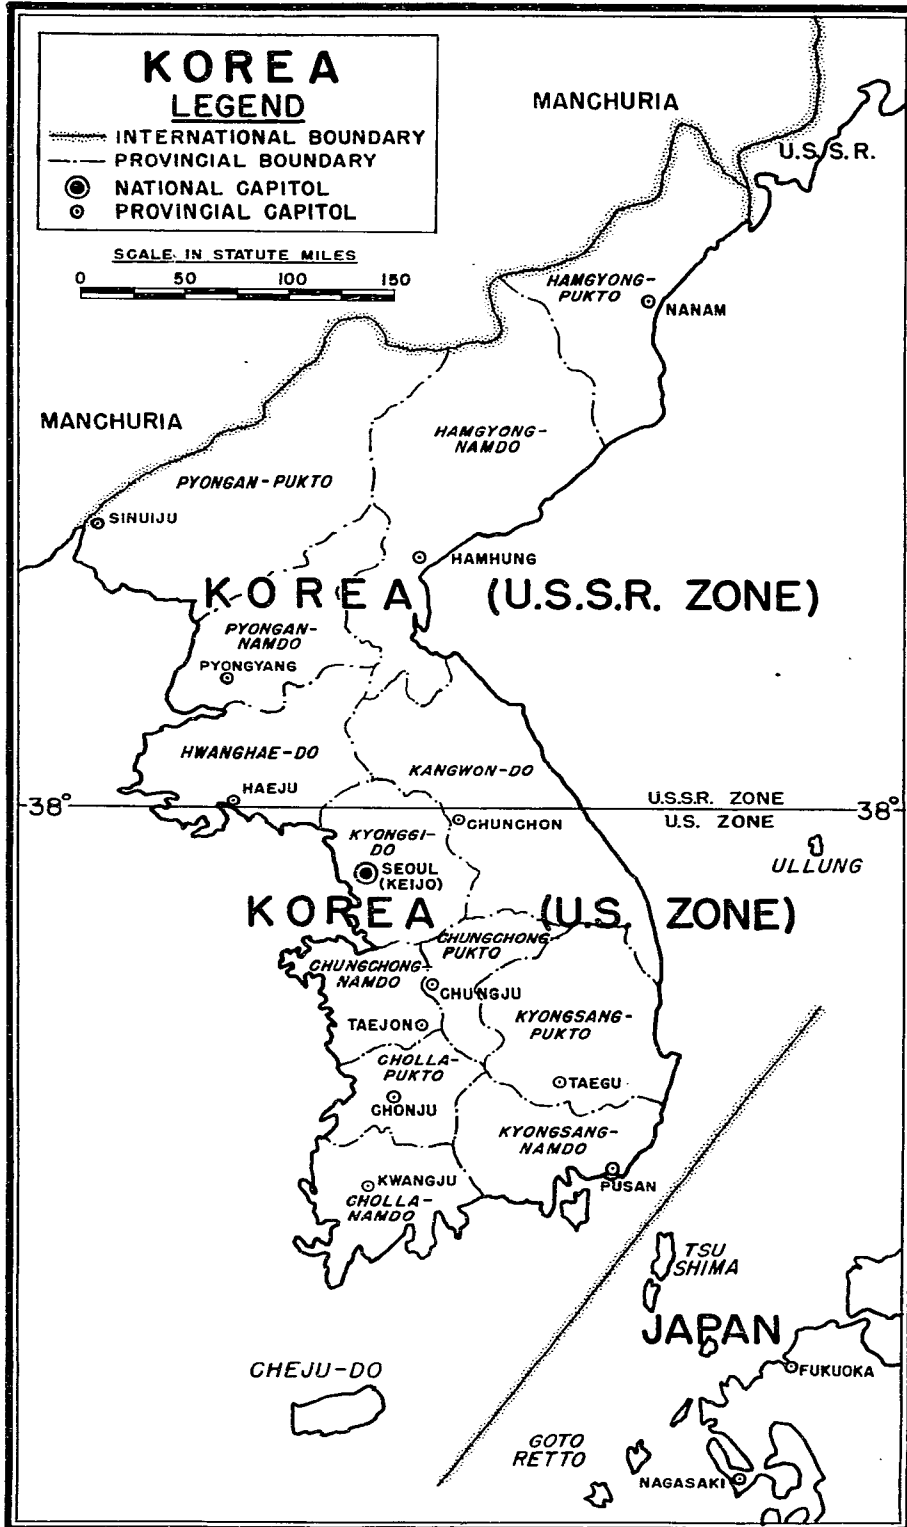 KOREA
LEGEND
INTERNATIONAL BOUNDARY
PROVINCIAL BOUNDARY
NATIONAL CAPITOL
PROVINCIAL CAPITOL
SCALE IN STATUTE MILES
0 50 100 150
MANCHURIA
U.S.S.R.
HAMGYONG-
PUKTO
NANAM
MANCHURIA
HAMGYONG-
NAMDO
PYONGAN-PUKTO
SINUIJU
HAMHUNG
KOREA (U.S.S.R. ZONE)
PYONGAN-
NAMDO
PYONGYANG
HWANGHAE-DO
KANGWON-DO
HAEJU
38°
U.S.S.R. ZONE
38°
U.S. ZONE
CHUNCHON
KYONGGI-
DO
SEOUL
(KEIJO)
ULLUNG
KOREA (U.S. ZONE)
CHUNGCHONG-
PUKTO
CHUNGCHONG-
NAMDO
CHUNGJU
TAEJON
KYONGSANG-
PUKTO
CHOLLA-
PUKTO
TAEGU
CHONJU
KYONGSANG-
NAMDO
KWANGJU
PUSAN
CHOLLA-
NAMDO
TSU
SHIMA
JAPAN
CHEJU-DO
FUKUOKA
GOTO
RETTO
NAGASAKI